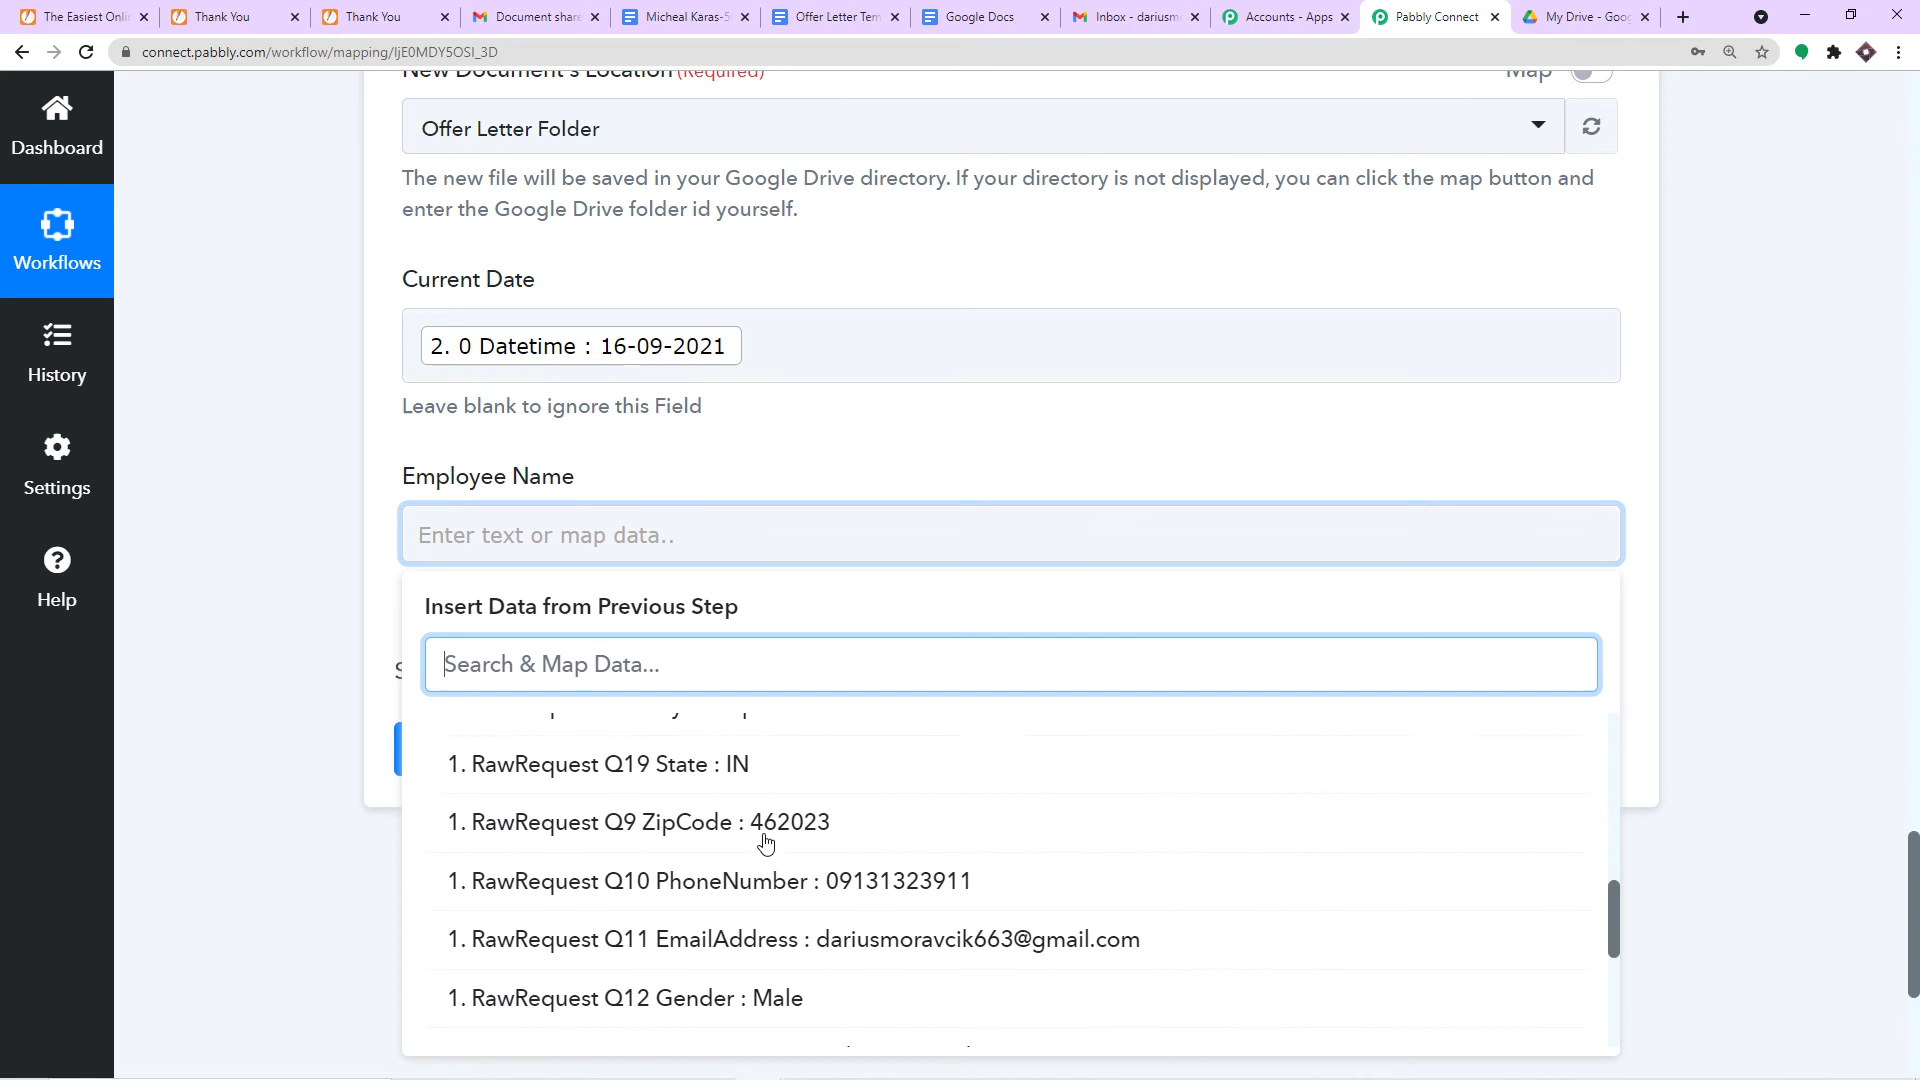 The Easiest Onlin
Thank You
Thank You
Document share
Micheal Karas-5
Offer Letter Tem
Google Docs
Inbox - dariusm
Accounts - Apps
Pabbly Connect
My Drive - Goog
connect.pabbly.com/workflow/mapping/IjE0MDY5OSI_3D
Dashboard
Workflows
History
Settings
Help
New Document's Location (Required)
Map
Offer Letter Folder
The new file will be saved in your Google Drive directory. If your directory is not displayed, you can click the map button and
enter the Google Drive folder id yourself.
Current Date
2. 0 Datetime : 16-09-2021
Leave blank to ignore this Field
Employee Name
Enter text or map data..
Insert Data from Previous Step
Search & Map Data...
1. RawRequest Q19 State : IN
1. RawRequest Q9 ZipCode : 462023
1. RawRequest Q10 PhoneNumber : 09131323911
1. RawRequest Q11 EmailAddress : dariusmoravcik663@gmail.com
1. RawRequest Q12 Gender : Male